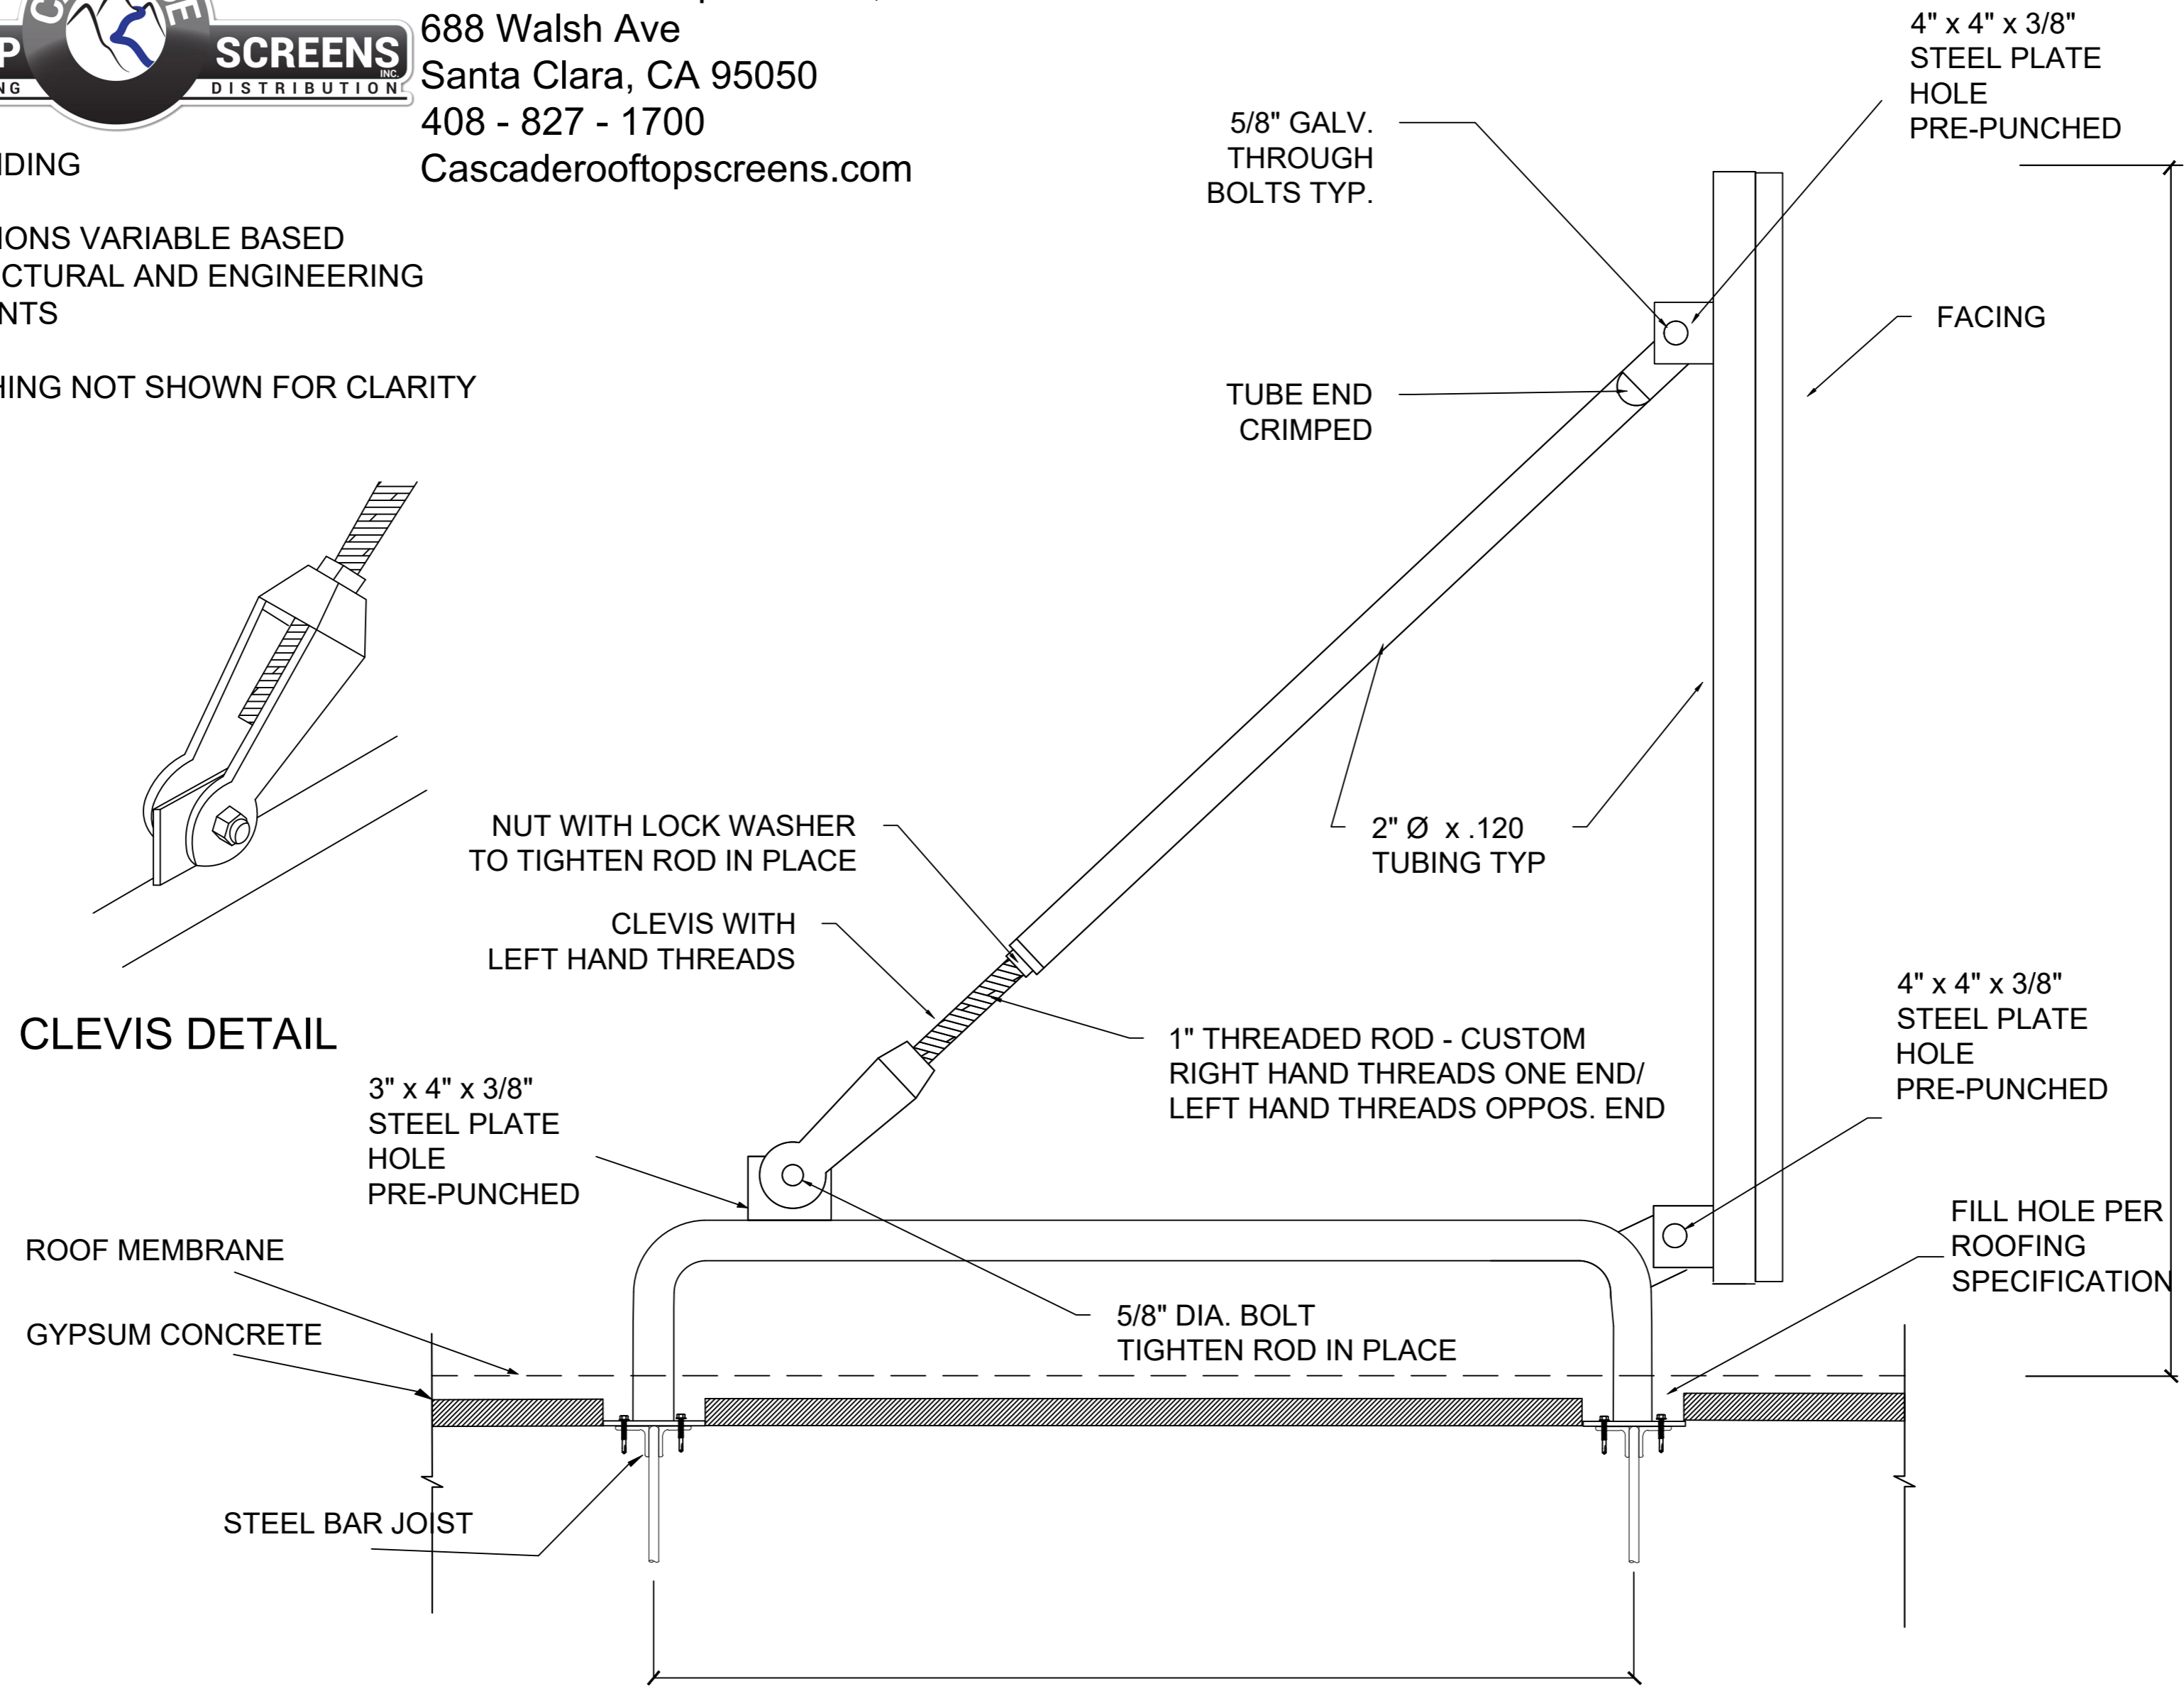 SCREENS
INC.
DISTRIBUTION
688 Walsh Ave
Santa Clara, CA 95050
408 - 827 - 1700
Cascaderooftopscreens.com
VARIABLE BASED
AND ENGINEERING
NOT SHOWN FOR CLARITY
4" x 4" x 3/8"
STEEL PLATE
HOLE
PRE-PUNCHED
5/8" GALV.
THROUGH
BOLTS TYP.
FACING
TUBE END
CRIMPED
2" Ø x .120
TUBING TYP
NUT WITH LOCK WASHER
TO TIGHTEN ROD IN PLACE
CLEVIS WITH
LEFT HAND THREADS
CLEVIS DETAIL
1" THREADED ROD - CUSTOM
RIGHT HAND THREADS ONE END/
LEFT HAND THREADS OPPOS. END
4" x 4" x 3/8"
STEEL PLATE
HOLE
PRE-PUNCHED
3" x 4" x 3/8"
STEEL PLATE
HOLE
PRE-PUNCHED
FILL HOLE PER
ROOFING
SPECIFICATION
ROOF MEMBRANE
GYPSUM CONCRETE
5/8" DIA. BOLT
TIGHTEN ROD IN PLACE
STEEL BAR JOIST